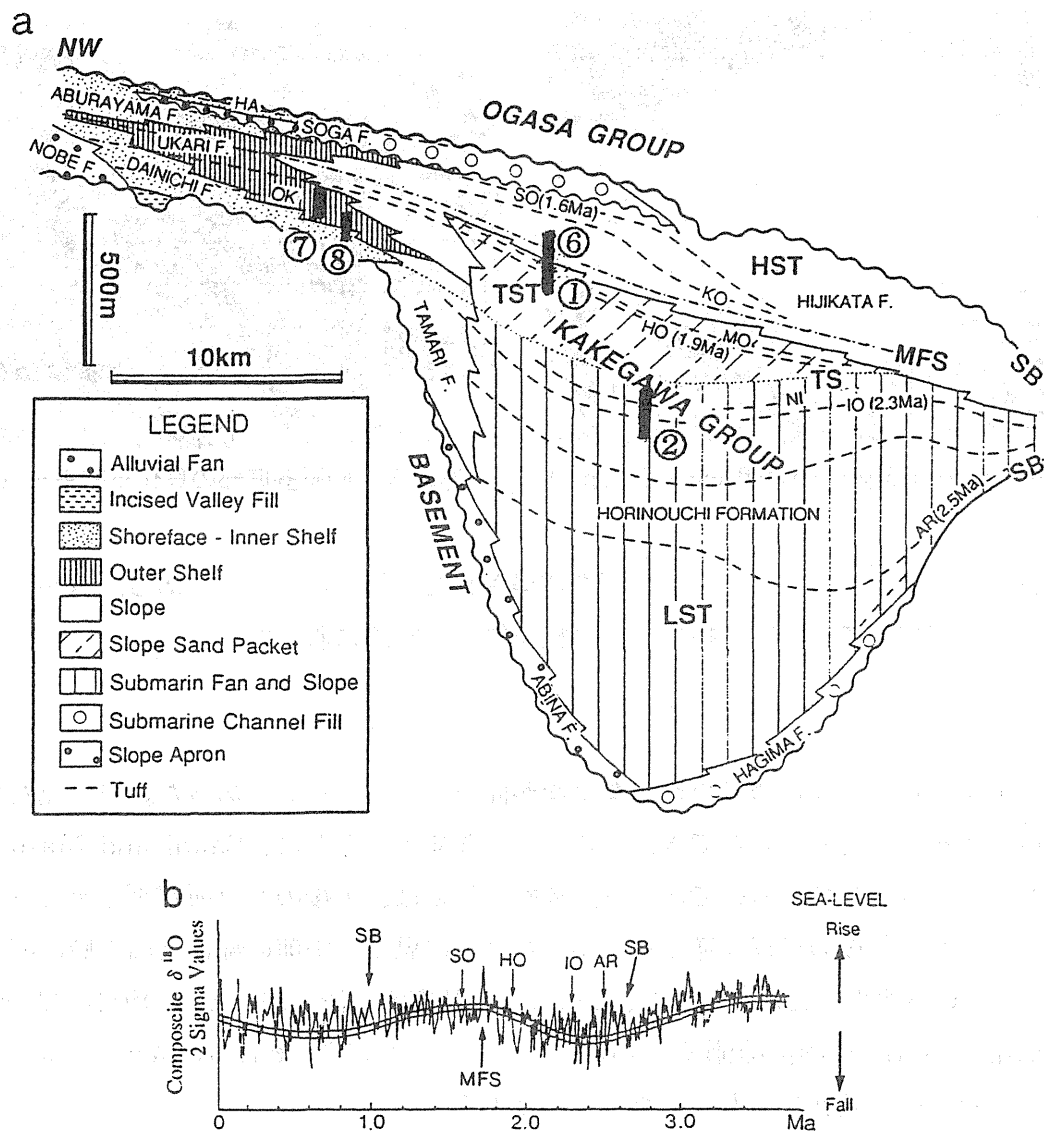 a
NW
HA
ABURAYAMA F.
SOGA F.
OGASA GROUP
UKARI F.
NOBE F.
DAINICHI F.
OK
SO(1.6Ma)
⑦
⑧
⑥
500m
HST
TST
①
KO
HIJIKATA F.
TAMARI F.
HO (1.9Ma)
MO
MFS
10km
KAKEGAWA GROUP
TS
SB
NI
IO (2.3Ma)
②
SB
LEGEND
Alluvial Fan
Incised Valley Fill
Shoreface - Inner Shelf
Outer Shelf
Slope
Slope Sand Packet
Submarin Fan and Slope
Submarine Channel Fill
Slope Apron
Tuff
BASEMENT
HORINOUCHI FORMATION
AR(2.5Ma)
LST
ABINA F.
HAGIMA F.
b
SEA-LEVEL
Rise
Fall
Composcite δ ¹⁸O
2 Sigma Values
SB
SO
HO
IO
AR
SB
MFS
0
1.0
2.0
3.0
Ma